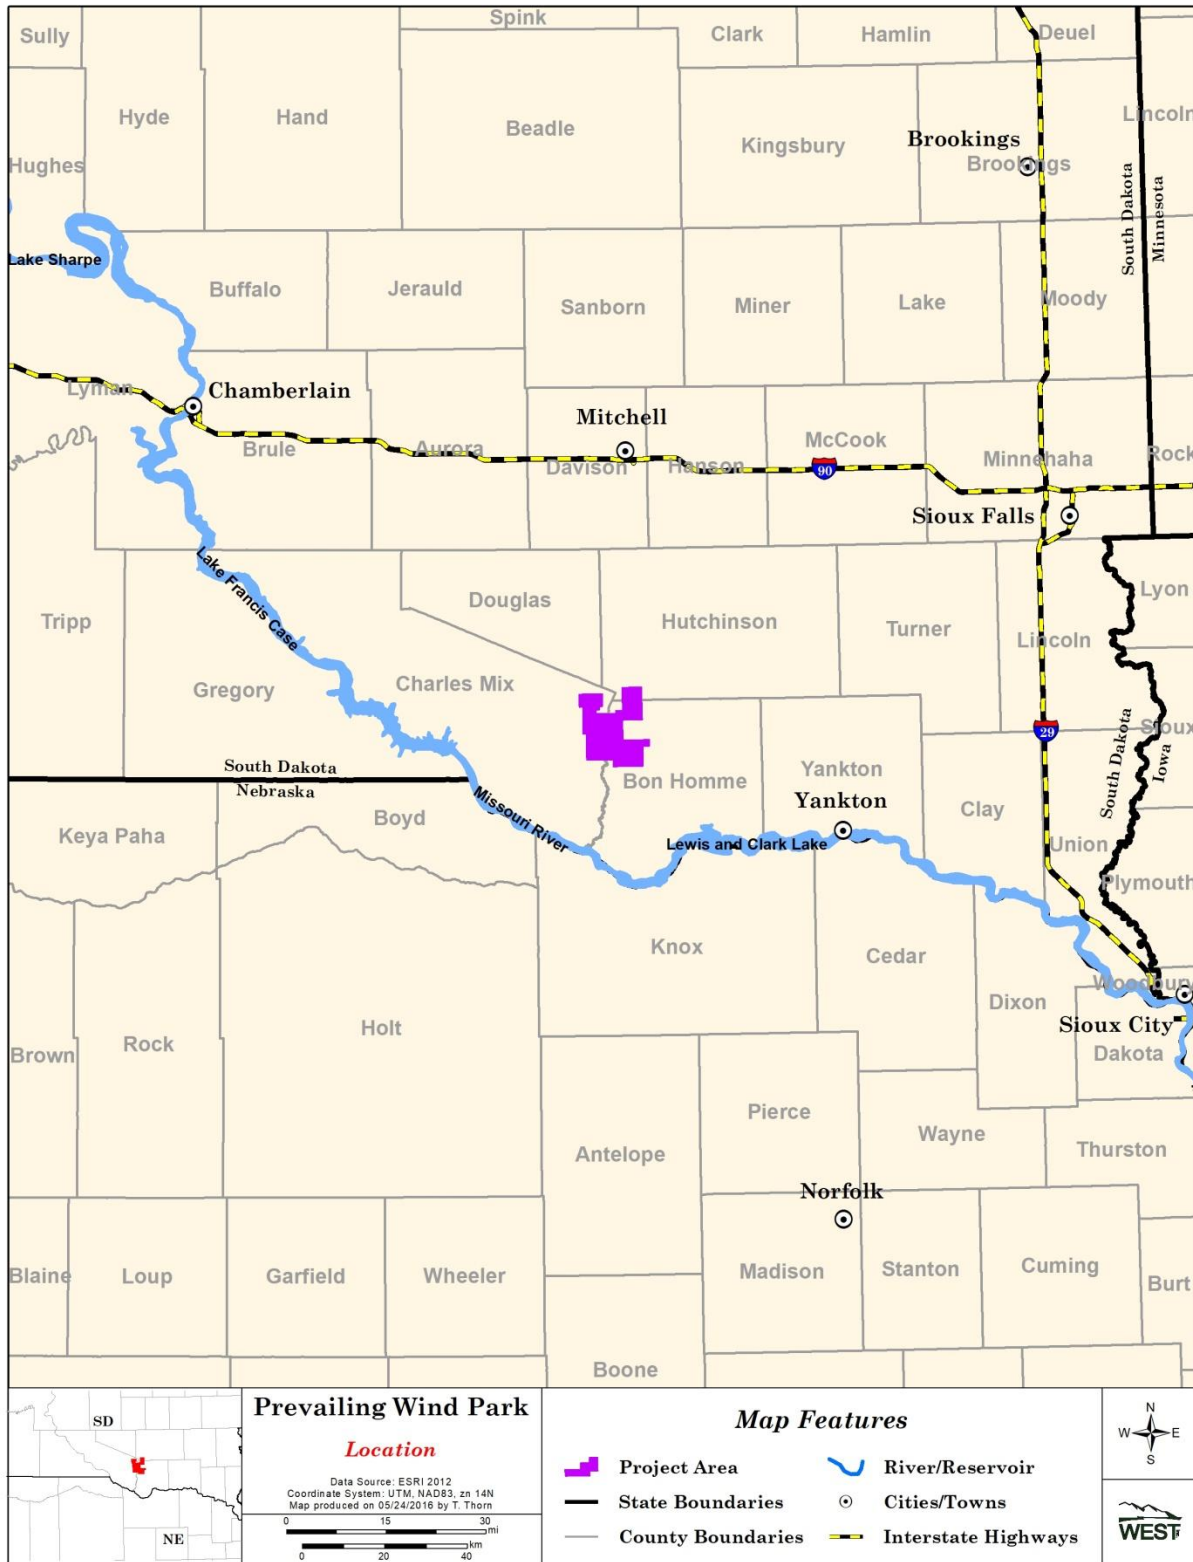 Spink
Sully
Clark
Hamlin
Deuel
Hyde
Hand
Beadle
Kingsbury
Lincoln
Brookings
Brookings
Hughes
South Dakota
Minnesota
Lake Sharpe
Buffalo
Jerauld
Sanborn
Miner
Lake
Moody
Lyman
Chamberlain
Mitchell
Brule
Aurora
Davison
Hanson
McCook
90
Minnehaha
Rock
Sioux Falls
Lake Francis Case
Tripp
Douglas
Hutchinson
Turner
Lincoln
Lyon
Gregory
Charles Mix
South Dakota
Iowa
Sioux
29
South Dakota
Nebraska
Bon Homme
Yankton
Yankton
Clay
Keya Paha
Boyd
Missouri River
Lewis and Clark Lake
Union
Plymouth
Knox
Cedar
Dixon
Woodbury
Sioux City
Dakota
Brown
Rock
Holt
Pierce
Wayne
Antelope
Thurston
Norfolk
Blaine
Loup
Garfield
Wheeler
Madison
Stanton
Cuming
Burt
Boone
SD
NE
Prevailing Wind Park
Location
Data Source: ESRI 2012
Coordinate System: UTM, NAD83, zn 14N
Map produced on 05/24/2016 by T. Thorn
0 15 30
mi
km
0 20 40
Map Features
Project Area
State Boundaries
County Boundaries
River/Reservoir
Cities/Towns
Interstate Highways
N
W E
S
WEST